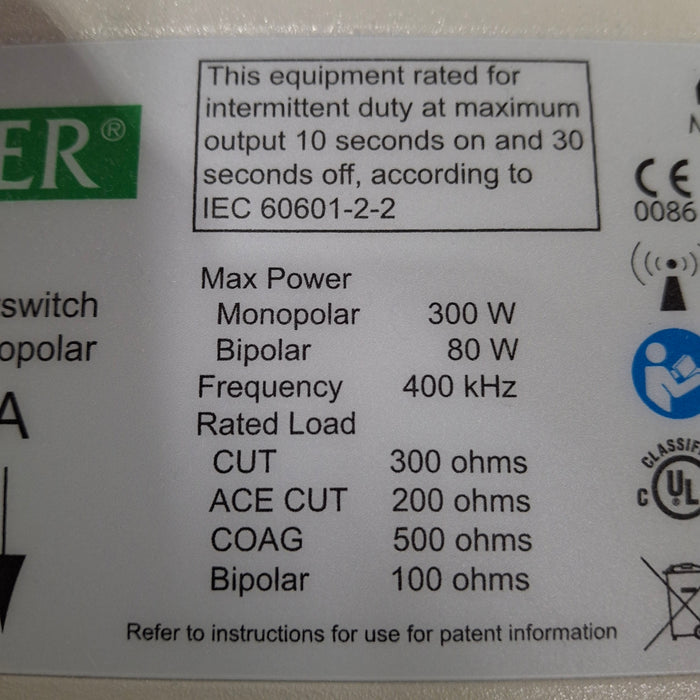 ER®
This equipment rated for
intermittent duty at maximum
output 10 seconds on and 30
seconds off, according to
IEC 60601-2-2
CE
0086
switch
opolar
A
Max Power
Monopolar 300 W
Bipolar 80 W
Frequency 400 kHz
Rated Load
CUT 300 ohms
ACE CUT 200 ohms
COAG 500 ohms
Bipolar 100 ohms
CLASSIF
C UL
Refer to instructions for use for patent information